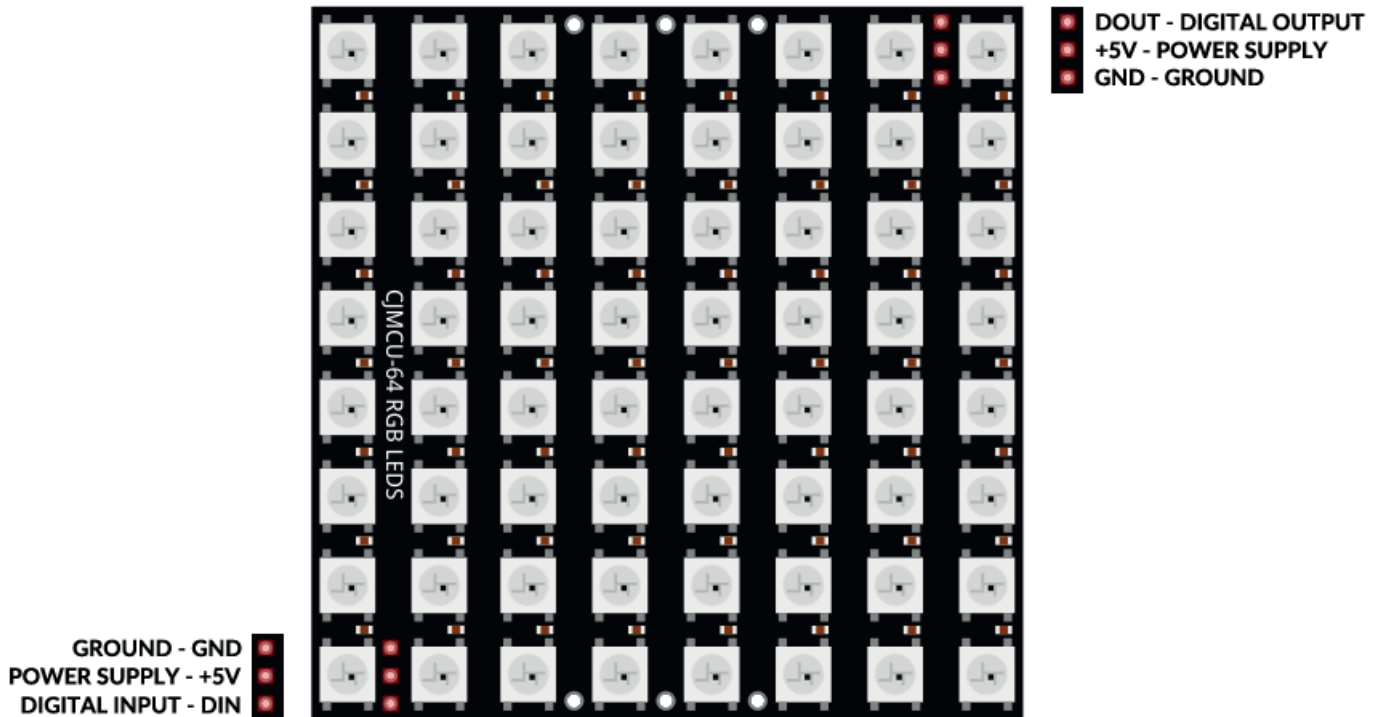 DOUT - DIGITAL OUTPUT
+5V - POWER SUPPLY
GND - GROUND
CJMCU-64 RGB LEDS
GROUND - GND
POWER SUPPLY - +5V
DIGITAL INPUT - DIN